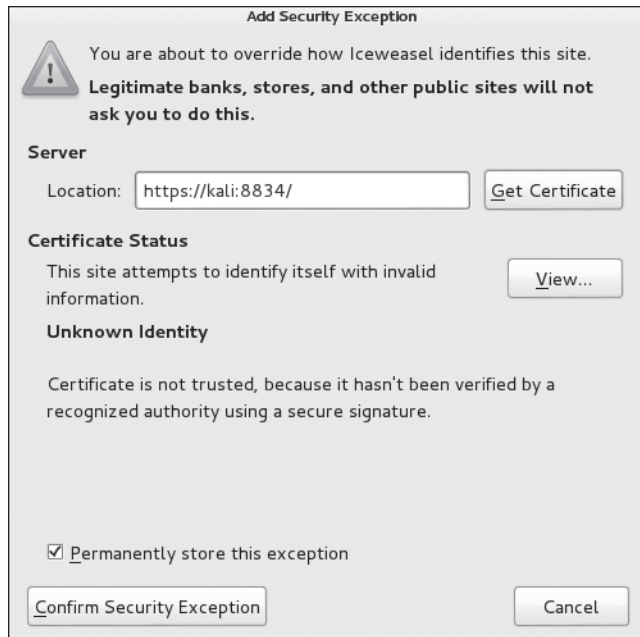 Add Security Exception
You are about to override how Iceweasel identifies this site.
Legitimate banks, stores, and other public sites will not
ask you to do this.
Server
Location: https://kali:8834/ Get Certificate
Certificate Status
This site attempts to identify itself with invalid
information.
View...
Unknown Identity
Certificate is not trusted, because it hasn't been verified by a
recognized authority using a secure signature.
Permanently store this exception
Confirm Security Exception Cancel